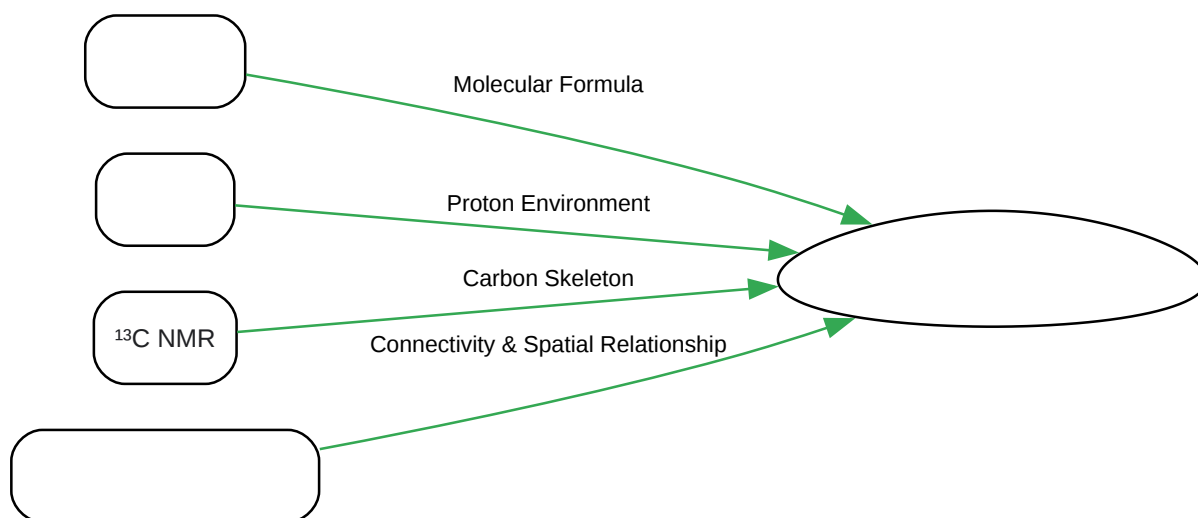 Molecular Formula
Proton Environment
Carbon Skeleton
¹³C NMR
Connectivity & Spatial Relationship